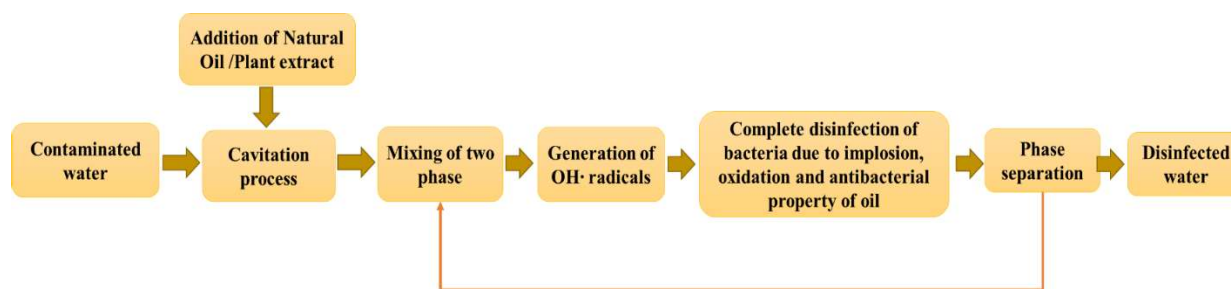 Addition of Natural
Oil /Plant extract
Contaminated
water
Cavitation
process
Mixing of two
phase
Generation of
OH· radicals
Complete disinfection of
bacteria due to implosion,
oxidation and antibacterial
property of oil
Phase
separation
Disinfected
water